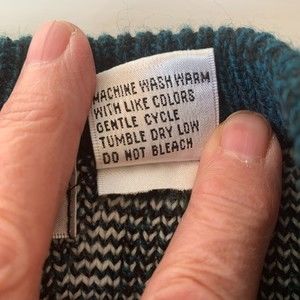 MACHINE WASH WARM
WITH LIKE COLORS
GENTLE CYCLE
TUMBLE DRY LOW
DO NOT BLEACH